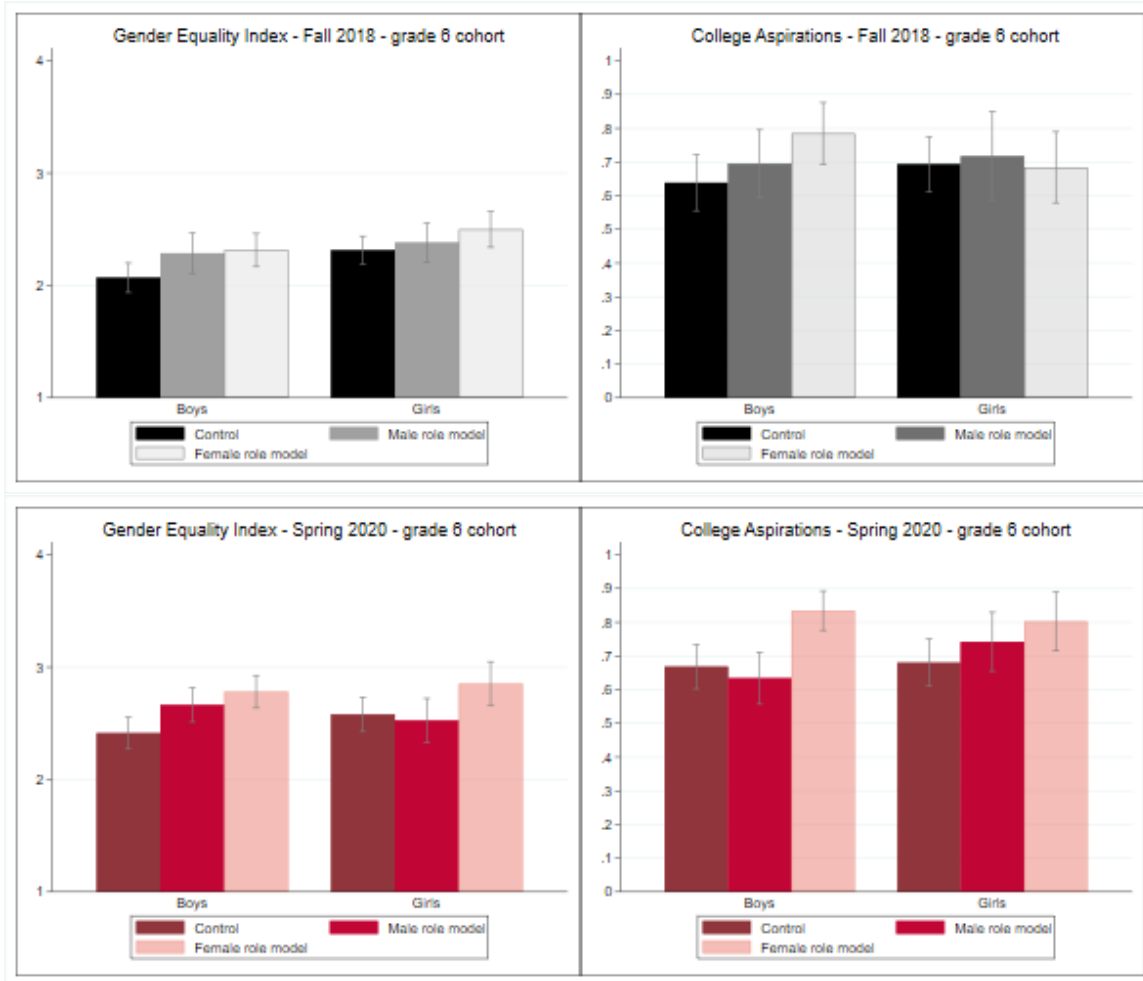 Gender Equality Index - Fall 2018 - grade 6 cohort
4
3
2
1
Boys
Girls
Control
Male role model
Female role model
College Aspirations - Fall 2018 - grade 6 cohort
1
.9
.8
.7
.6
.5
.4
.3
.2
.1
0
Boys
Girls
Control
Male role model
Female role model
Gender Equality Index - Spring 2020 - grade 6 cohort
4
3
2
1
Boys
Girls
Control
Male role model
Female role model
College Aspirations - Spring 2020 - grade 6 cohort
1
.9
.8
.7
.6
.5
.4
.3
.2
.1
0
Boys
Girls
Control
Male role model
Female role model